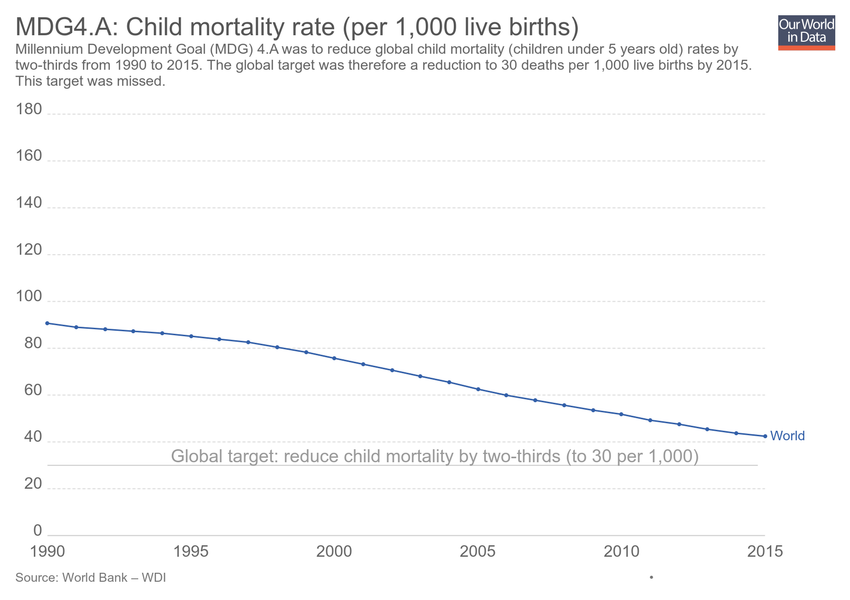 MDG4.A: Child mortality rate (per 1,000 live births)
Our World
in Data
Millennium Development Goal (MDG) 4.A was to reduce global child mortality (children under 5 years old) rates by
two-thirds from 1990 to 2015. The global target was therefore a reduction to 30 deaths per 1,000 live births by 2015.
This target was missed.
180
160
140
120
100
80
60
40
20
0
World
Global target: reduce child mortality by two-thirds (to 30 per 1,000)
1990 1995 2000 2005 2010 2015
Source: World Bank – WDI